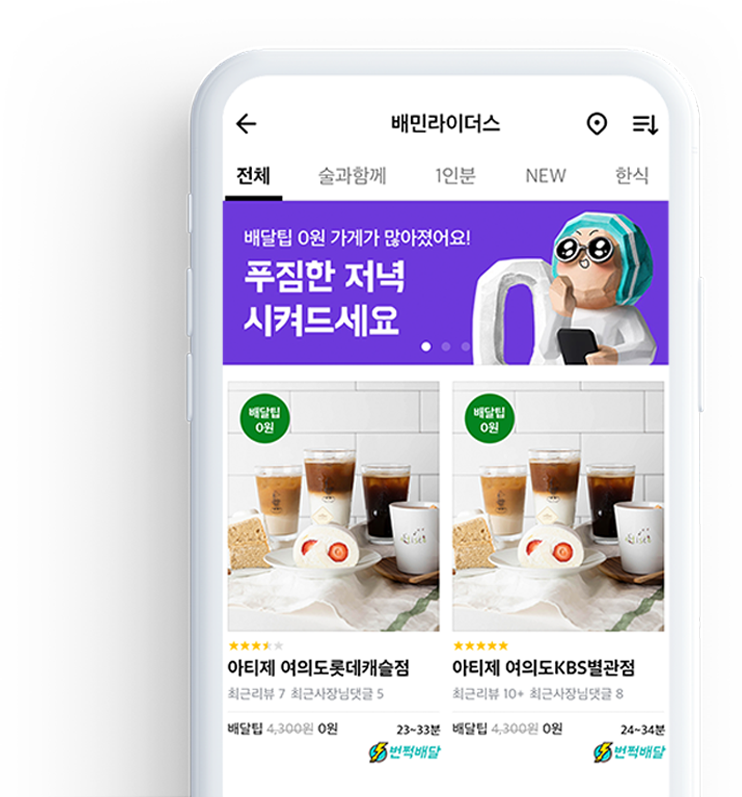 배민라이더스
전체 술과함께 1인분 NEW 한식
배달팁 0원 가게가 많아졌어요!
푸짐한 저녁
시켜드세요
배달팁
0원
배달팁
0원
아티제 여의도롯데캐슬점
최근리뷰 7 최근사장님댓글 5
배달팁 4,300원 0원 23~33분
번쩍배달
아티제 여의도KBS별관점
최근리뷰 10+ 최근사장님댓글 8
배달팁 4,300원 0원 24~34분
번쩍배달